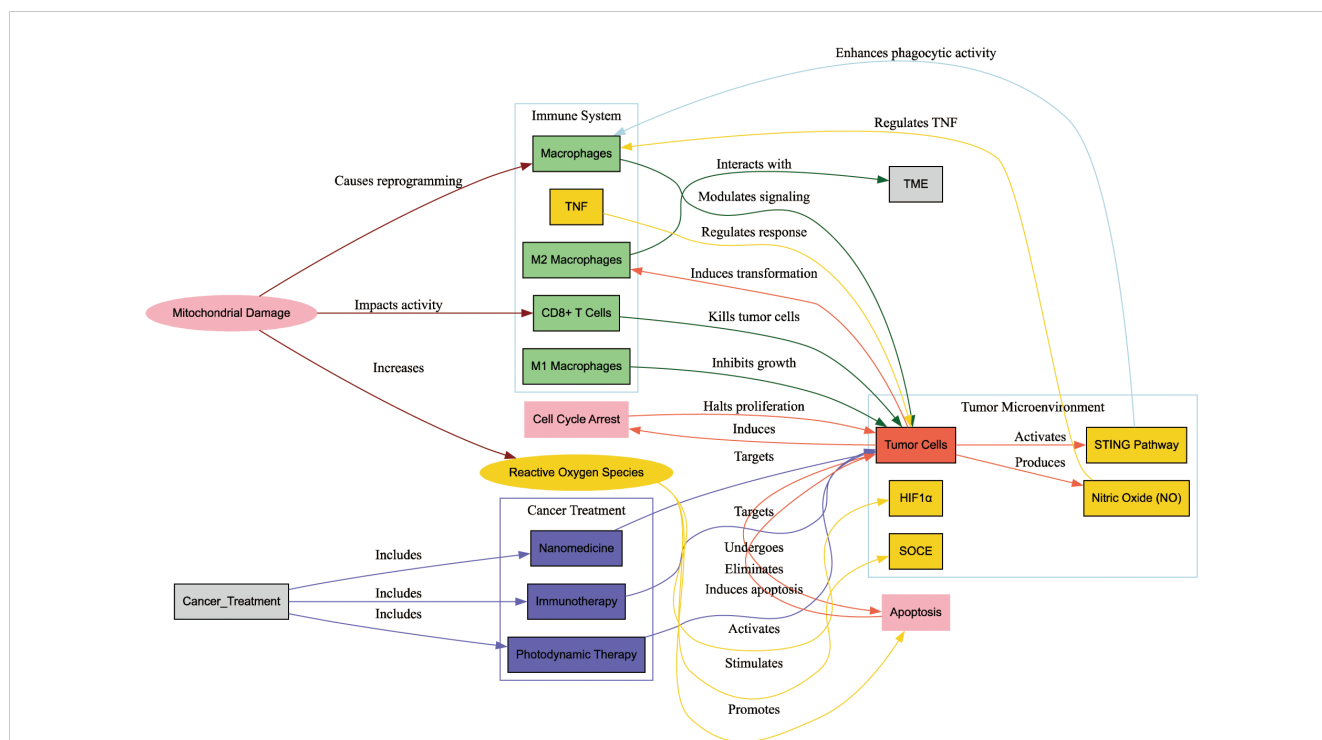 Enhances phagocytic activity
Immune System
Regulates TNF
Macrophages
Interacts with
Causes reprogramming
TME
Modulates signaling
TNF
Regulates response
M2 Macrophages
Induces transformation
Mitochondrial Damage
Impacts activity
CD8+ T Cells
Kills tumor cells
Increases
M1 Macrophages
Inhibits growth
Cell Cycle Arrest
Halts proliferation
Tumor Microenvironment
Induces
Tumor Cells
Activates
STING Pathway
Targets
Produces
Reactive Oxygen Species
HIF1α
Nitric Oxide (NO)
Cancer Treatment
Targets
Nanomedicine
Undergoes
SOCE
Includes
Eliminates
Cancer_Treatment
Includes
Immunotherapy
Induces apoptosis
Includes
Apoptosis
Activates
Photodynamic Therapy
Stimulates
Promotes